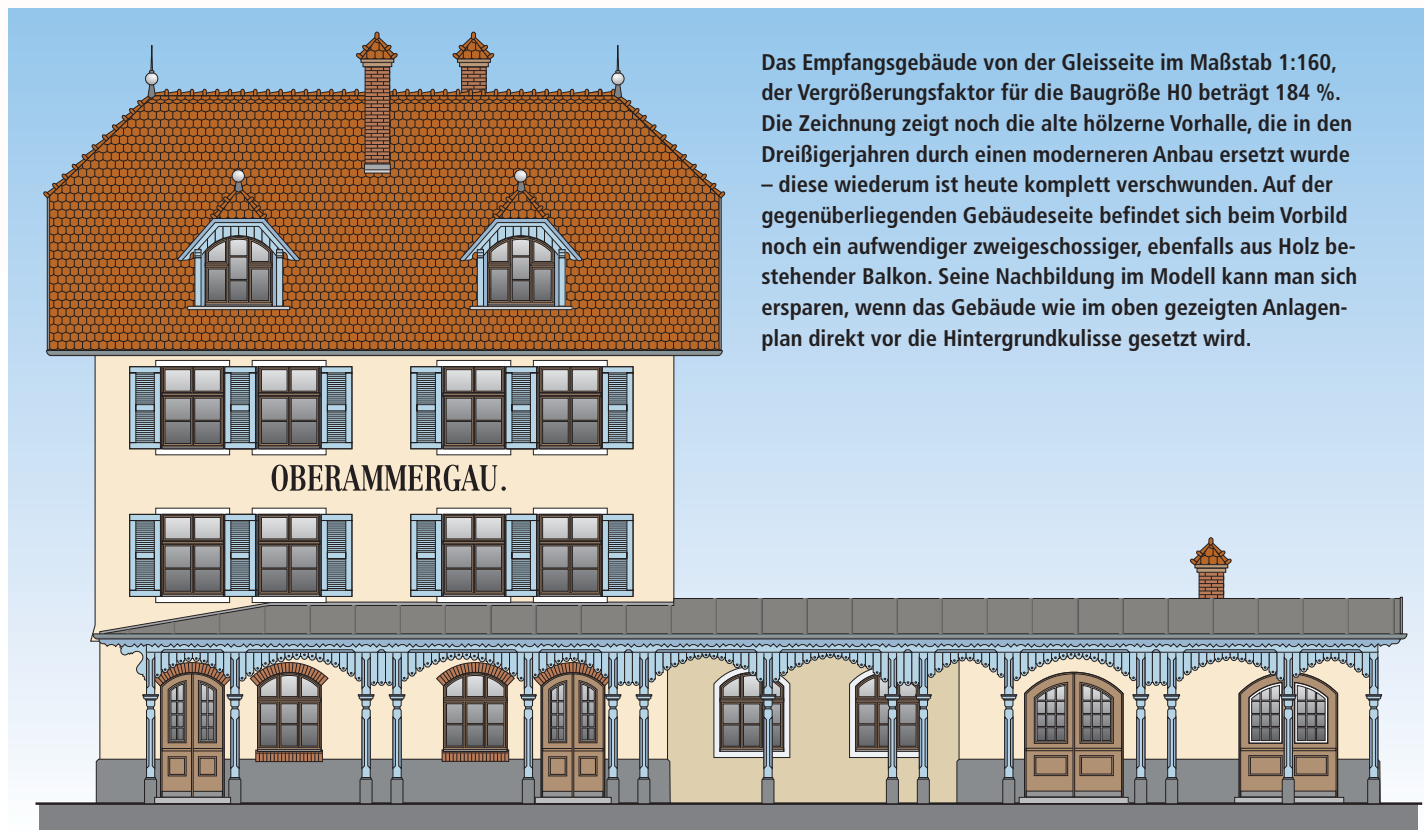 Das Empfangsgebäude von der Gleisseite im Maßstab 1:160,
der Vergrößerungsfaktor für die Baugröße H0 beträgt 184 %.
Die Zeichnung zeigt noch die alte hölzerne Vorhalle, die in den
Dreißigerjahren durch einen moderneren Anbau ersetzt wurde
– diese wiederum ist heute komplett verschwunden. Auf der
gegenüberliegenden Gebäudeseite befindet sich beim Vorbild
noch ein aufwendiger zweigeschossiger, ebenfalls aus Holz be-
stehender Balkon. Seine Nachbildung im Modell kann man sich
ersparen, wenn das Gebäude wie im oben gezeigten Anlagen-
plan direkt vor die Hintergrundkulisse gesetzt wird.
OBERAMMERGAU.